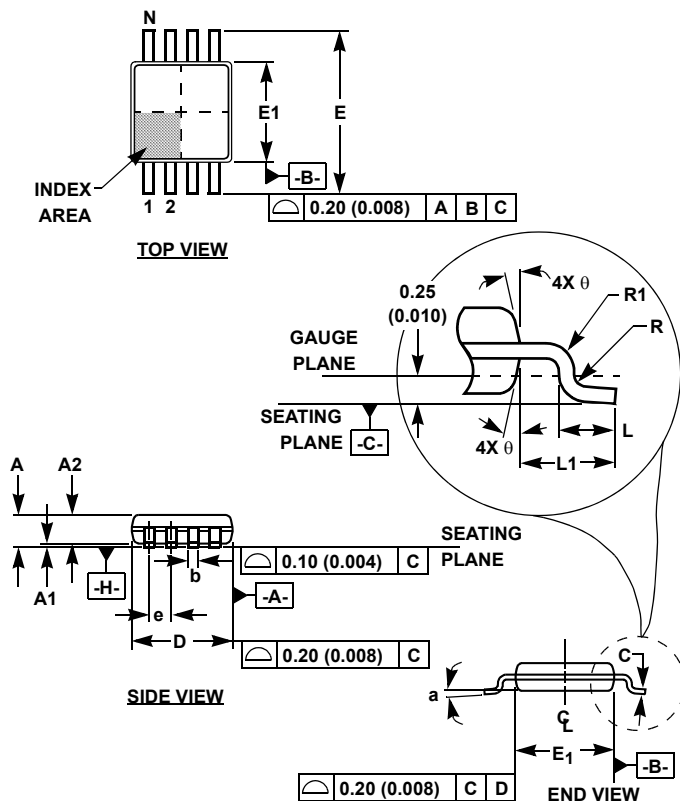 N
E1
E
-B-
INDEX
AREA
1 2
⌓ 0.20 (0.008) A B C
TOP VIEW
0.25
(0.010)
4X θ
R1
R
GAUGE
PLANE
SEATING
PLANE
-C-
4X θ
L
L1
A
A2
SEATING
PLANE
⌓ 0.10 (0.004) C
A1
-H-
b
-A-
e
D
⌓ 0.20 (0.008) C
SIDE VIEW
C
a
CL
E1
-B-
⌓ 0.20 (0.008) C D
END VIEW